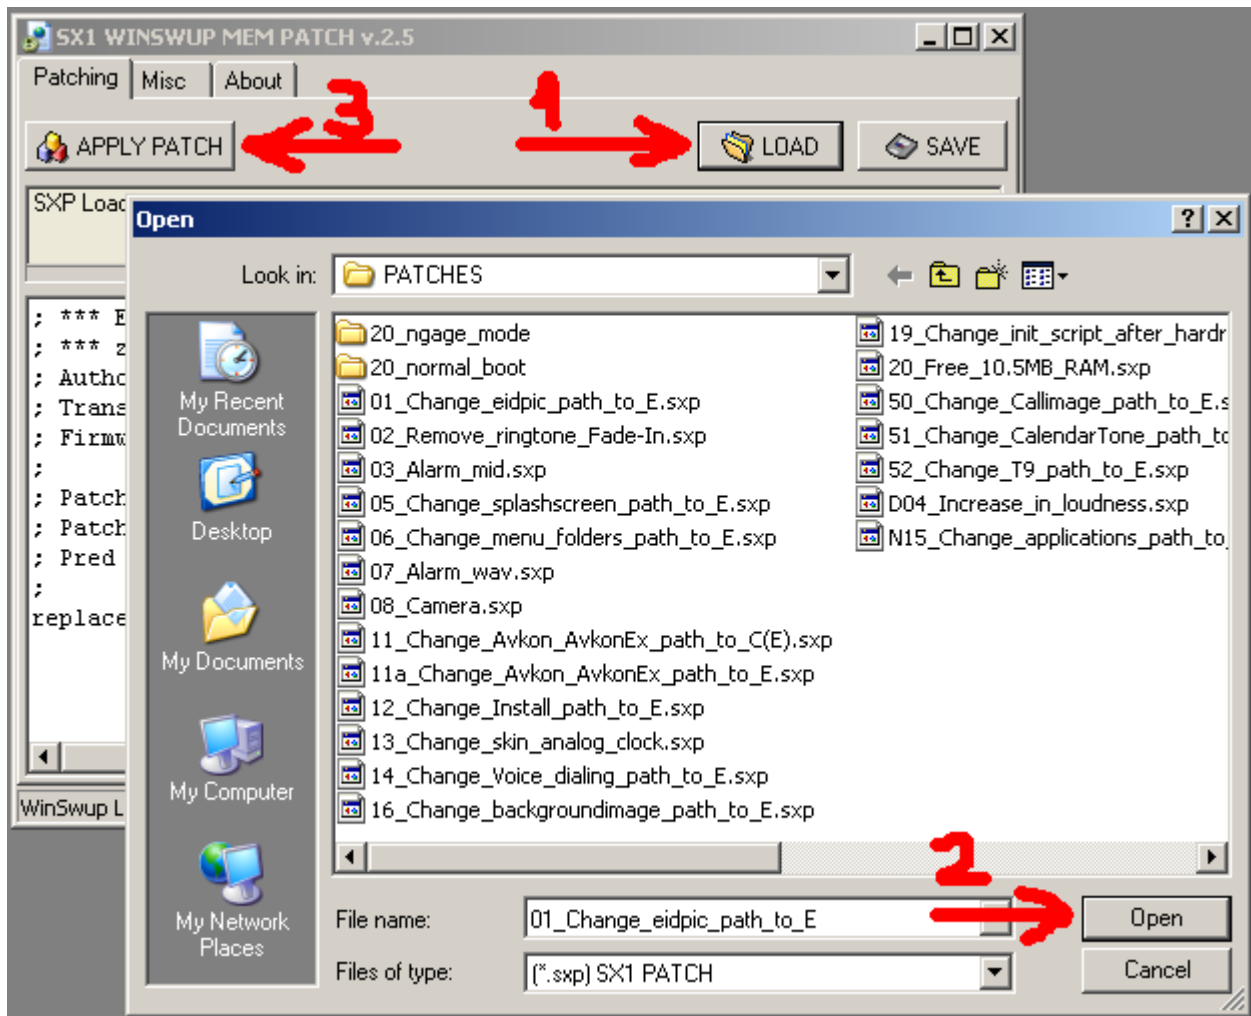 SX1 WINSWUP MEM PATCH v.2.5
Patching Misc About
3 1
APPLY PATCH LOAD SAVE
SXP Load
Open
Look in: PATCHES
; *** E
; *** z
; Autho
; Trans
; Firmw
;
; Patch
; Patch
; Pred
;
replace
WinSwup L
My Recent
Documents
Desktop
My Documents
My Computer
My Network
Places
20_ngage_mode
20_normal_boot
01_Change_eidpic_path_to_E.sxp
02_Remove_ringtone_Fade-In.sxp
03_Alarm_mid.sxp
05_Change_splashscreen_path_to_E.sxp
06_Change_menu_folders_path_to_E.sxp
07_Alarm_wav.sxp
08_Camera.sxp
11_Change_Avkon_AvkonEx_path_to_C(E).sxp
11a_Change_Avkon_AvkonEx_path_to_E.sxp
12_Change_Install_path_to_E.sxp
13_Change_skin_analog_clock.sxp
14_Change_Voice_dialing_path_to_E.sxp
16_Change_backgroundimage_path_to_E.sxp
19_Change_init_script_after_hardr
20_Free_10.5MB_RAM.sxp
50_Change_Callimage_path_to_E.s
51_Change_CalendarTone_path_to
52_Change_T9_path_to_E.sxp
D04_Increase_in_loudness.sxp
N15_Change_applications_path_to_
2
File name: 01_Change_eidpic_path_to_E Open
Files of type: (*.sxp) SX1 PATCH Cancel